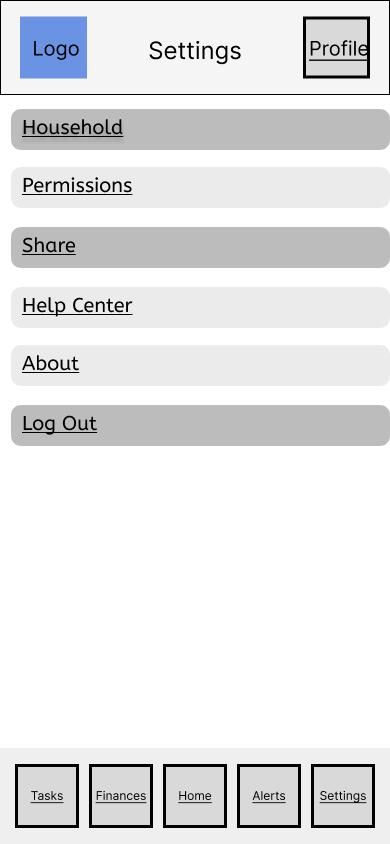 Logo
Settings
Profile
Household
Permissions
Share
Help Center
About
Log Out
Tasks
Finances
Home
Alerts
Settings